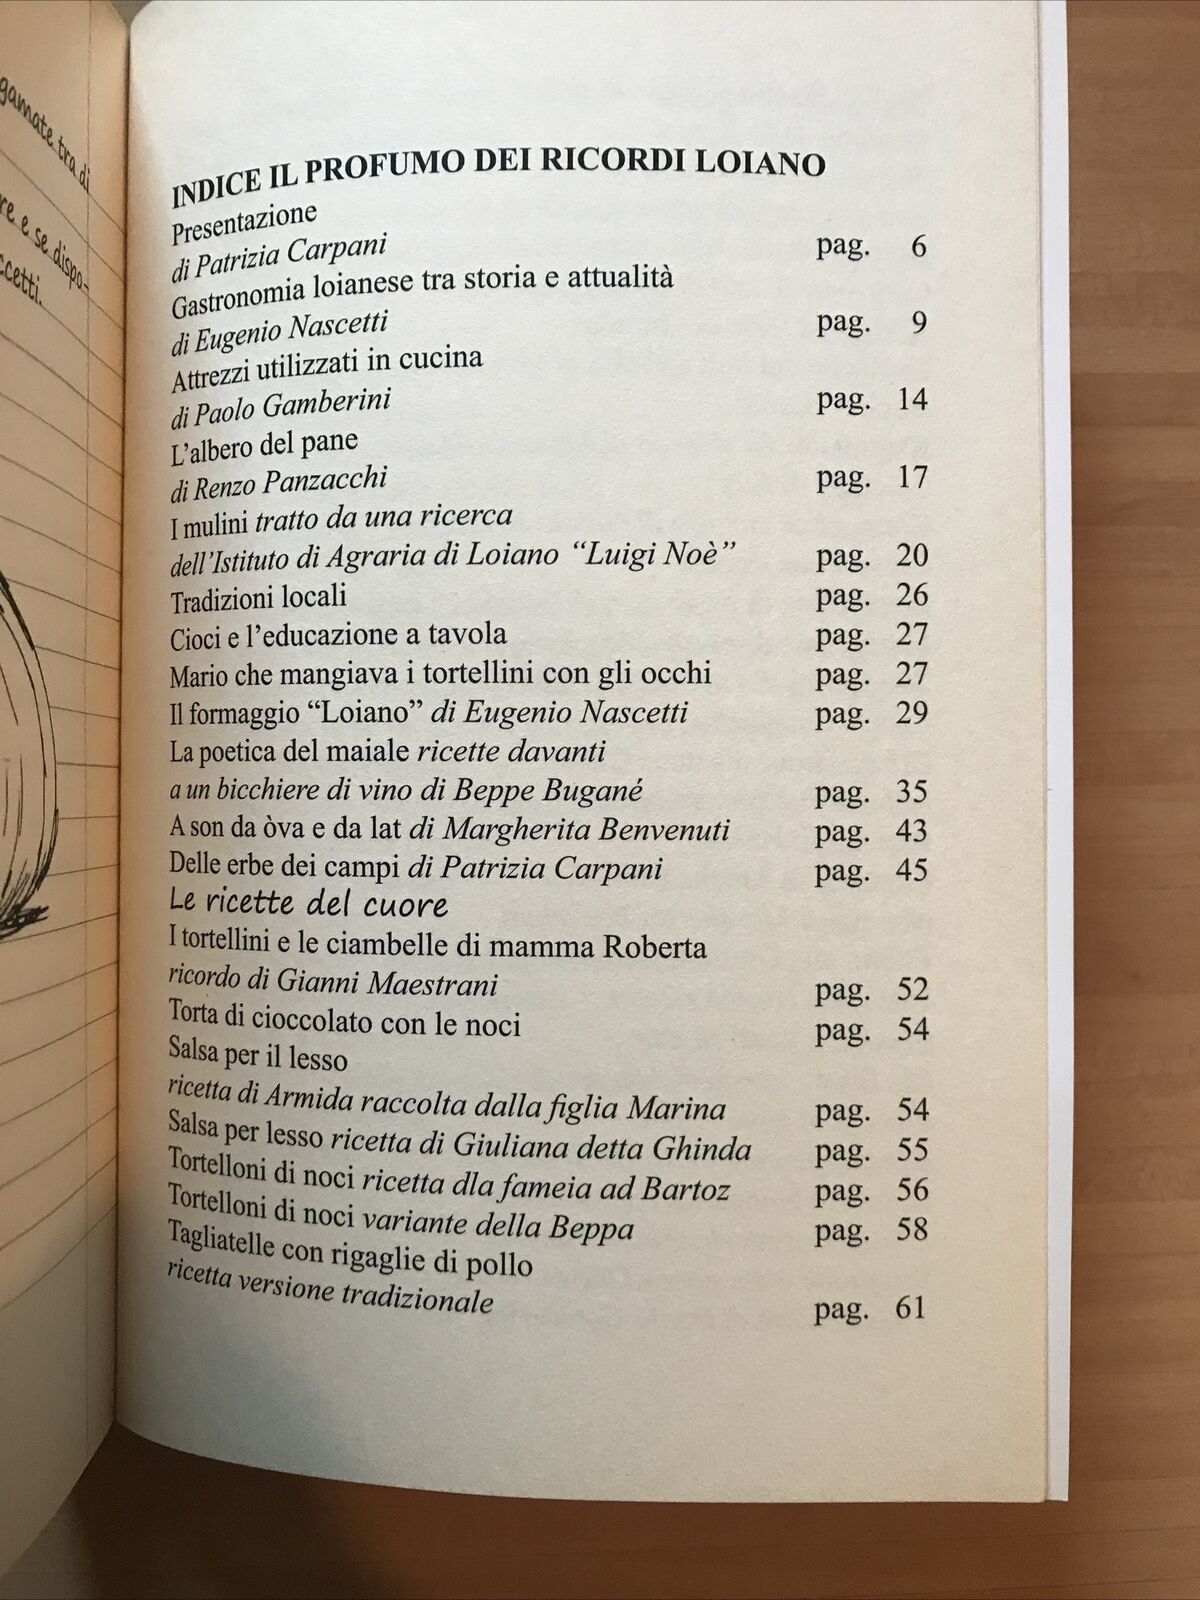 gamate tra di
re e se dispo-
ccetti.
INDICE IL PROFUMO DEI RICORDI LOIANO
Presentazione
di Patrizia Carpani pag. 6
Gastronomia loianese tra storia e attualità
di Eugenio Nascetti pag. 9
Attrezzi utilizzati in cucina
di Paolo Gamberini pag. 14
L’albero del pane
di Renzo Panzacchi pag. 17
I mulini tratto da una ricerca
dell’Istituto di Agraria di Loiano “Luigi Noè” pag. 20
Tradizioni locali pag. 26
Cioci e l’educazione a tavola pag. 27
Mario che mangiava i tortellini con gli occhi pag. 27
Il formaggio “Loiano” di Eugenio Nascetti pag. 29
La poetica del maiale ricette davanti
a un bicchiere di vino di Beppe Bugané pag. 35
A son da òva e da lat di Margherita Benvenuti pag. 43
Delle erbe dei campi di Patrizia Carpani pag. 45
Le ricette del cuore
I tortellini e le ciambelle di mamma Roberta
ricordo di Gianni Maestrani pag. 52
Torta di cioccolato con le noci pag. 54
Salsa per il lesso
ricetta di Armida raccolta dalla figlia Marina pag. 54
Salsa per lesso ricetta di Giuliana detta Ghinda pag. 55
Tortelloni di noci ricetta dla fameia ad Bartoz pag. 56
Tortelloni di noci variante della Beppa pag. 58
Tagliatelle con rigaglie di pollo
ricetta versione tradizionale pag. 61